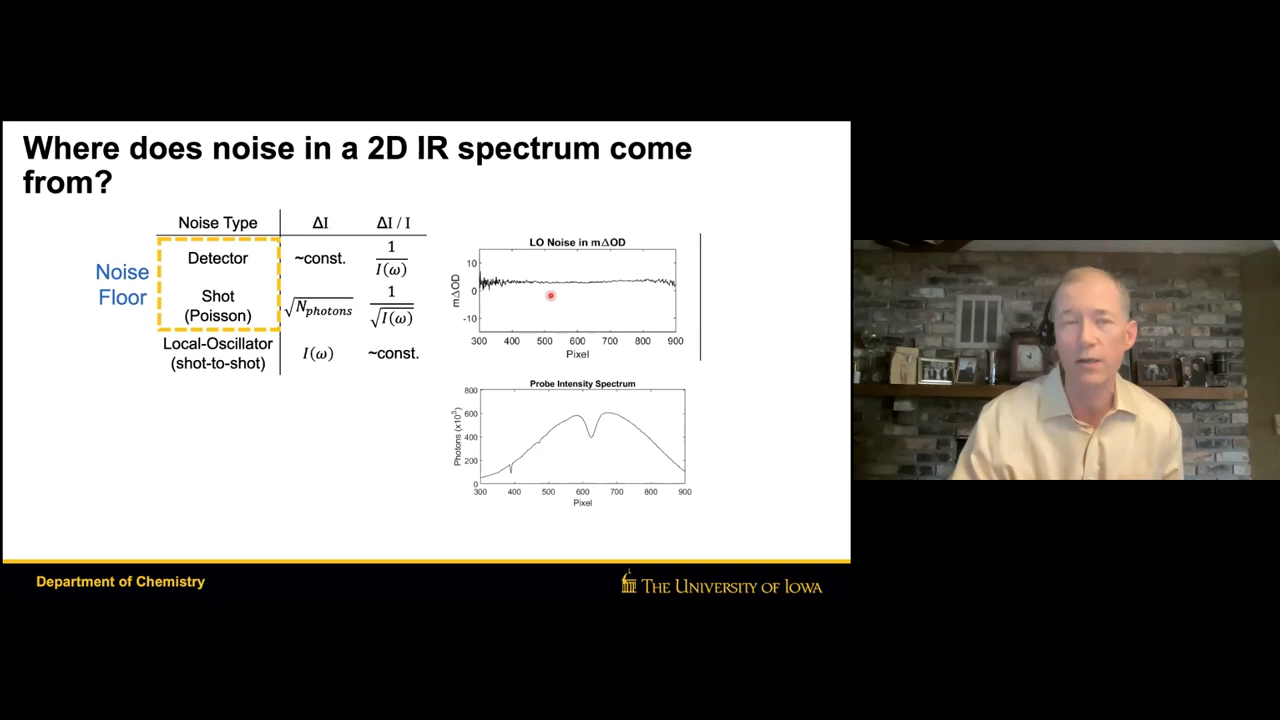 Where does noise in a 2D IR spectrum come
from?
Noise Type ΔI ΔI / I
Noise
Floor
Detector ~const. 1/I(ω)
Shot
(Poisson) √N_photons 1/√I(ω)
Local-Oscillator
(shot-to-shot) I(ω) ~const.
LO Noise in mΔOD
mΔOD
10
0
-10
300 400 500 600 700 800 900
Pixel
Probe Intensity Spectrum
Photons (x10^3)
800
600
400
200
0
300 400 500 600 700 800 900
Pixel
Department of Chemistry
THE UNIVERSITY OF IOWA